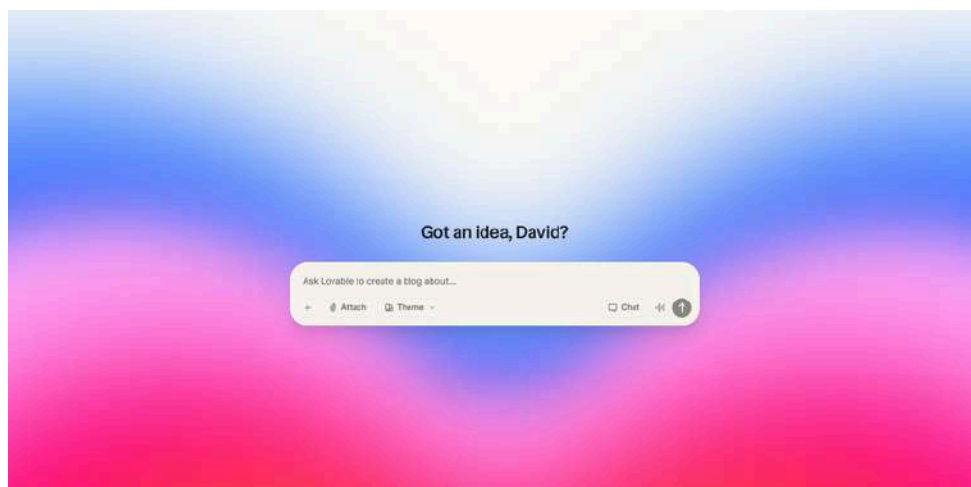 Got an idea, David?
Ask Lovable to create a blog about...
+ Attach Theme Chat